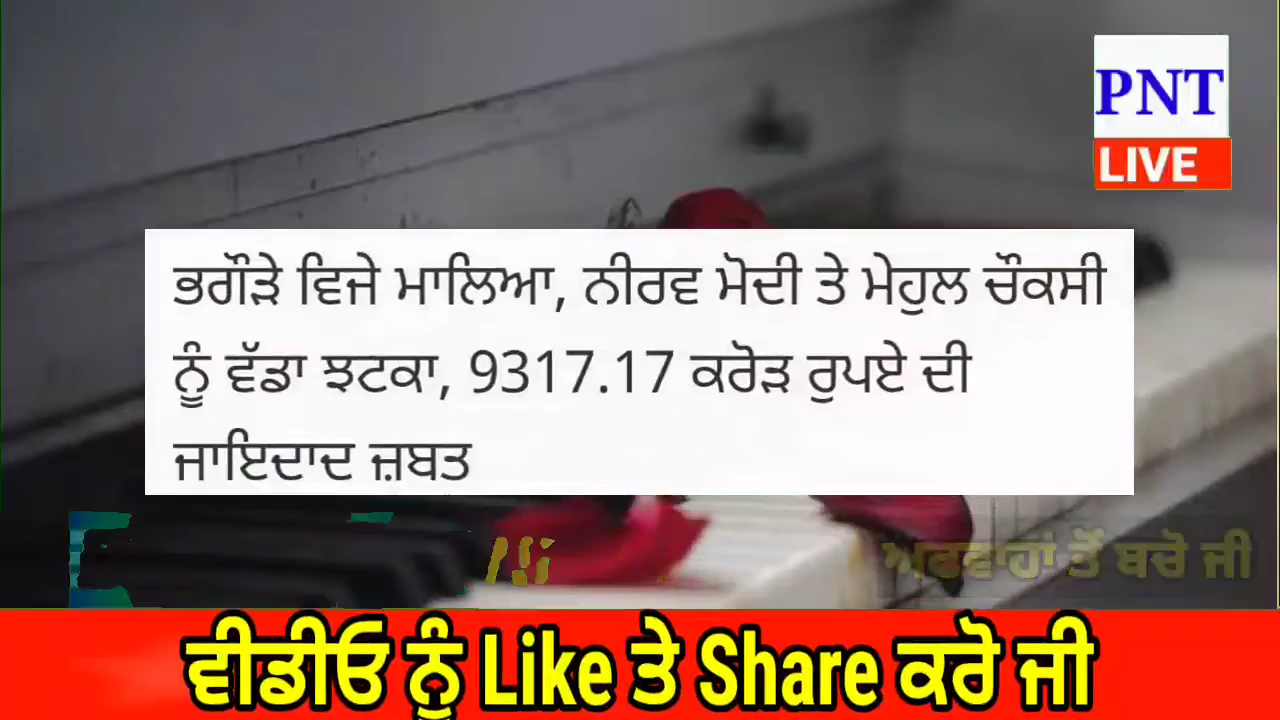 PNT
LIVE
ਭਗੌੜੇ ਵਿਜੇ ਮਾਲਿਆ, ਨੀਰਵ ਮੋਦੀ ਤੇ ਮੇਹੁਲ ਚੌਕਸੀ
ਨੂੰ ਵੱਡਾ ਝਟਕਾ, 9317.17 ਕਰੋੜ ਰੁਪਏ ਦੀ
ਜਾਇਦਾਦ ਜ਼ਬਤ
ਅਫਵਾਹਾਂ ਤੋਂ ਬਚੋ ਜੀ
ਵੀਡੀਓ ਨੂੰ Like ਤੇ Share ਕਰੋ ਜੀ